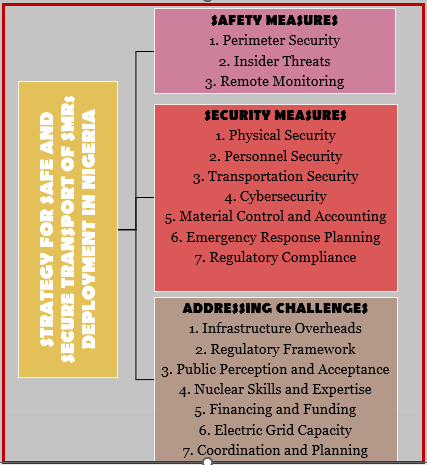 STRATEGY FOR SAFE AND
SECURE TRANSPORT OF SMRs
DEPLOYMENT IN NIGERIA
SAFETY MEASURES
1. Perimeter Security
2. Insider Threats
3. Remote Monitoring
SECURITY MEASURES
1. Physical Security
2. Personnel Security
3. Transportation Security
4. Cybersecurity
5. Material Control and Accounting
6. Emergency Response Planning
7. Regulatory Compliance
ADDRESSING CHALLENGES
1. Infrastructure Overheads
2. Regulatory Framework
3. Public Perception and Acceptance
4. Nuclear Skills and Expertise
5. Financing and Funding
6. Electric Grid Capacity
7. Coordination and Planning